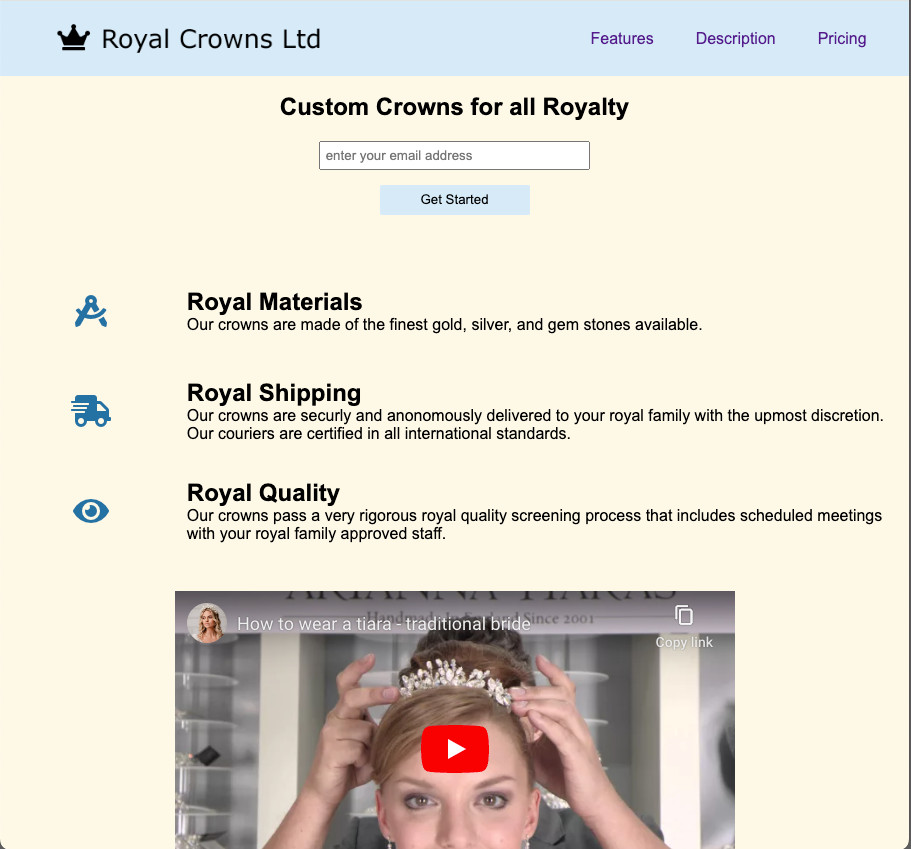 Royal Crowns Ltd
Features
Description
Pricing
Custom Crowns for all Royalty
enter your email address
Get Started
Royal Materials
Our crowns are made of the finest gold, silver, and gem stones available.
Royal Shipping
Our crowns are securly and anonomously delivered to your royal family with the upmost discretion.
Our couriers are certified in all international standards.
Royal Quality
Our crowns pass a very rigorous royal quality screening process that includes scheduled meetings
with your royal family approved staff.
ARIANNA TIARAS
Handmade In England Since 2001
How to wear a tiara - traditional bride
Copy link